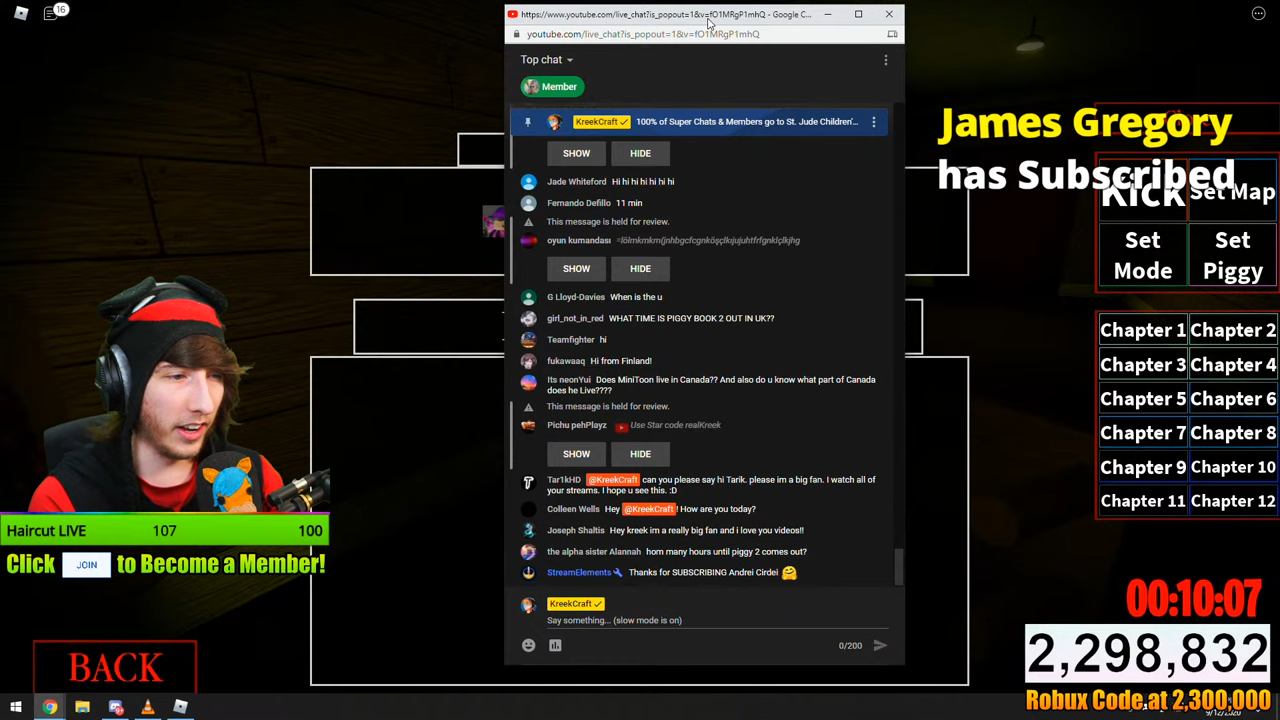 16
https://www.youtube.com/live_chat?is_popout=1&v=fO1MRgP1mhQ - Google C...
youtube.com/live_chat?is_popout=1&v=fO1MRgP1mhQ
Top chat
Member
KreekCraft 100% of Super Chats & Members go to St. Jude Children'...
SHOW HIDE
Jade Whiteford Hi hi hi hi hi hi hi
Fernando Defillo 11 min
This message is held for review.
oyun kumandası =lölmkmkm(jnhbgcfcgnköşçlkıjujuhtfrfgnklçlkjhg
SHOW HIDE
G Lloyd-Davies When is the u
girl_not_in_red WHAT TIME IS PIGGY BOOK 2 OUT IN UK??
Teamfighter hi
fukawaaq Hi from Finland!
Its neonYui Does MiniToon live in Canada?? And also do u know what part of Canada
does he Live????
This message is held for review.
Pichu pehPlayz Use Star code realKreek
SHOW HIDE
Tar1kHD @KreekCraft can you please say hi Tarik. please im a big fan. I watch all of
your streams. I hope u see this. :D
Colleen Wells Hey @KreekCraft! How are you today?
Joseph Shaltis Hey kreek im a really big fan and i love you videos!!
the alpha sister Alannah hom many hours until piggy 2 comes out?
StreamElements Thanks for SUBSCRIBING Andrei Cirdei
KreekCraft
Say something... (slow mode is on)
0/200
James Gregory
has Subscribed
Kick Set Map
Set Mode Set Piggy
Chapter 1 Chapter 2
Chapter 3 Chapter 4
Chapter 5 Chapter 6
Chapter 7 Chapter 8
Chapter 9 Chapter 10
Chapter 11 Chapter 12
Haircut LIVE 107 100
Click JOIN to Become a Member!
BACK
00:10:07
2,298,832
Robux Code at 2,300,000
9/12/2020